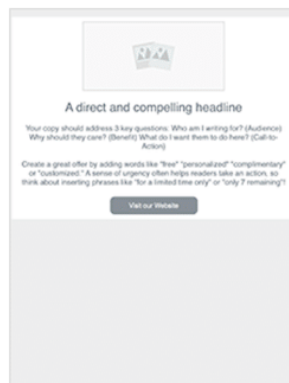 A direct and compelling headline
Your copy should address 3 key questions: Who am I writing for? (Audience)
Why should they care? (Benefit) What do I want them to do here? (Call-to-
Action)
Create a great offer by adding words like "free" "personalized" "complimentary"
or "customized." A sense of urgency often helps readers take an action, so
think about inserting phrases like "for a limited time only" or "only 7 remaining"!
Visit our Website